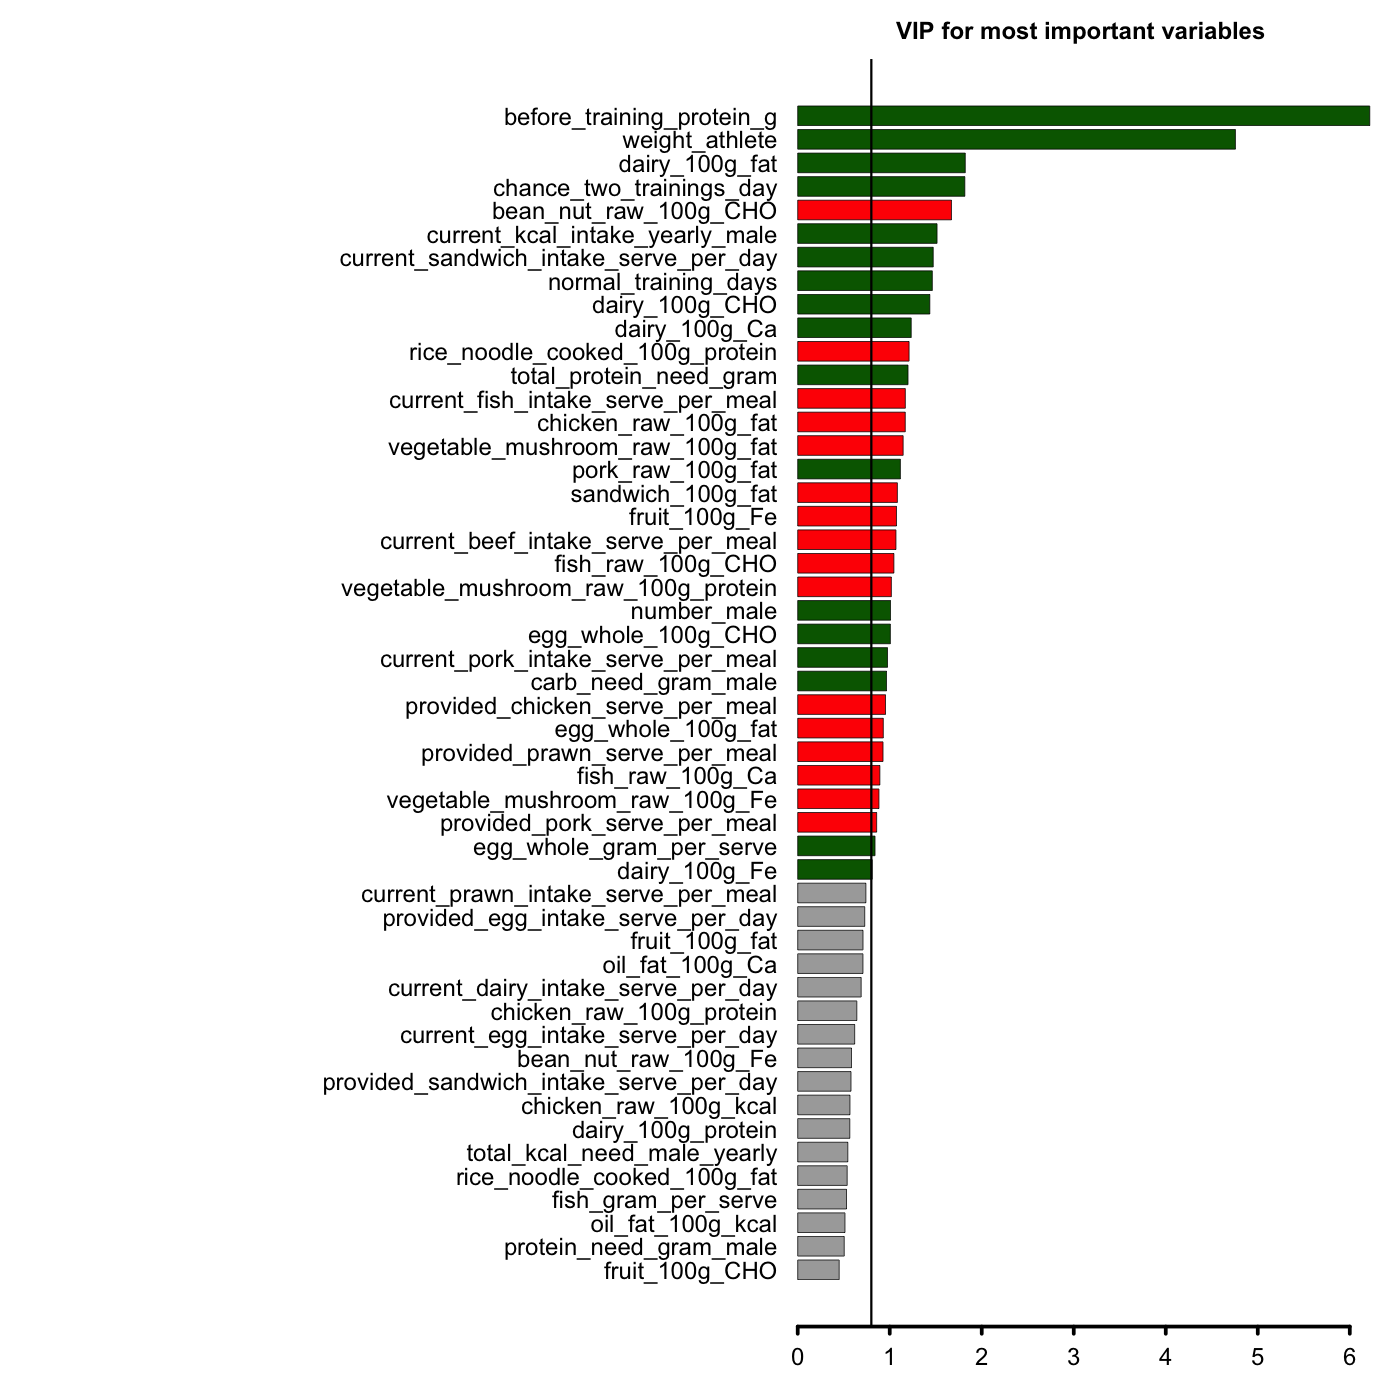 VIP for most important variables
before_training_protein_g
weight_athlete
dairy_100g_fat
chance_two_trainings_day
bean_nut_raw_100g_CHO
current_kcal_intake_yearly_male
current_sandwich_intake_serve_per_day
normal_training_days
dairy_100g_CHO
dairy_100g_Ca
rice_noodle_cooked_100g_protein
total_protein_need_gram
current_fish_intake_serve_per_meal
chicken_raw_100g_fat
vegetable_mushroom_raw_100g_fat
pork_raw_100g_fat
sandwich_100g_fat
fruit_100g_Fe
current_beef_intake_serve_per_meal
fish_raw_100g_CHO
vegetable_mushroom_raw_100g_protein
number_male
egg_whole_100g_CHO
current_pork_intake_serve_per_meal
carb_need_gram_male
provided_chicken_serve_per_meal
egg_whole_100g_fat
provided_prawn_serve_per_meal
fish_raw_100g_Ca
vegetable_mushroom_raw_100g_Fe
provided_pork_serve_per_meal
egg_whole_gram_per_serve
dairy_100g_Fe
current_prawn_intake_serve_per_meal
provided_egg_intake_serve_per_day
fruit_100g_fat
oil_fat_100g_Ca
current_dairy_intake_serve_per_day
chicken_raw_100g_protein
current_egg_intake_serve_per_day
bean_nut_raw_100g_Fe
provided_sandwich_intake_serve_per_day
chicken_raw_100g_kcal
dairy_100g_protein
total_kcal_need_male_yearly
rice_noodle_cooked_100g_fat
fish_gram_per_serve
oil_fat_100g_kcal
protein_need_gram_male
fruit_100g_CHO
0 1 2 3 4 5 6